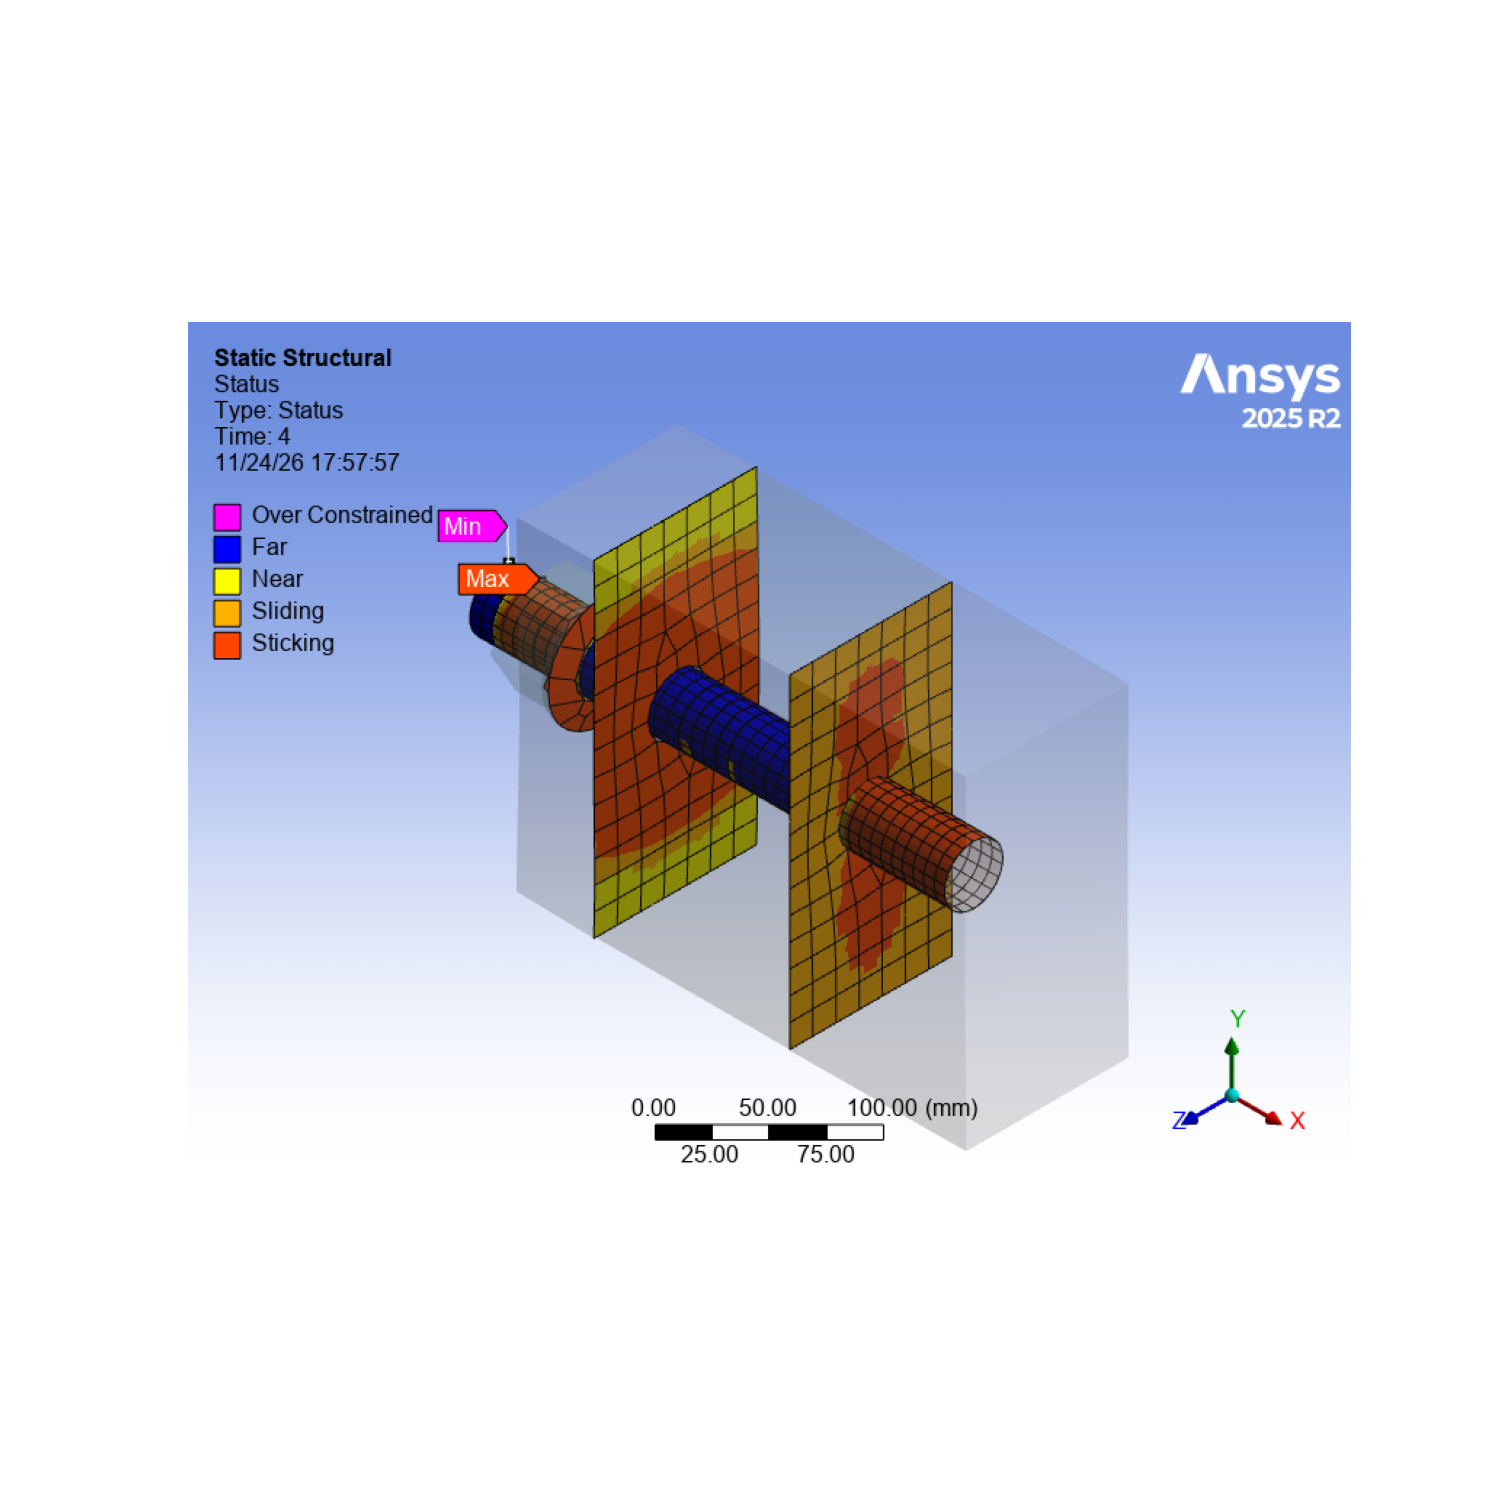 Static Structural
Status
Type: Status
Time: 4
11/24/26 17:57:57
Over Constrained
Far
Near
Sliding
Sticking
Min
Max
Ansys
2025 R2
0.00 50.00 100.00 (mm)
25.00 75.00
Y
Z
X